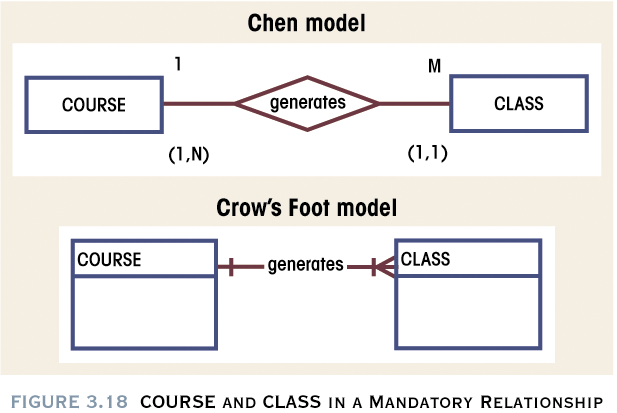 Chen model
1
M
COURSE
generates
CLASS
(1,N)
(1,1)
Crow's Foot model
COURSE
generates
CLASS
FIGURE 3.18 COURSE AND CLASS IN A MANDATORY RELATIONSHIP